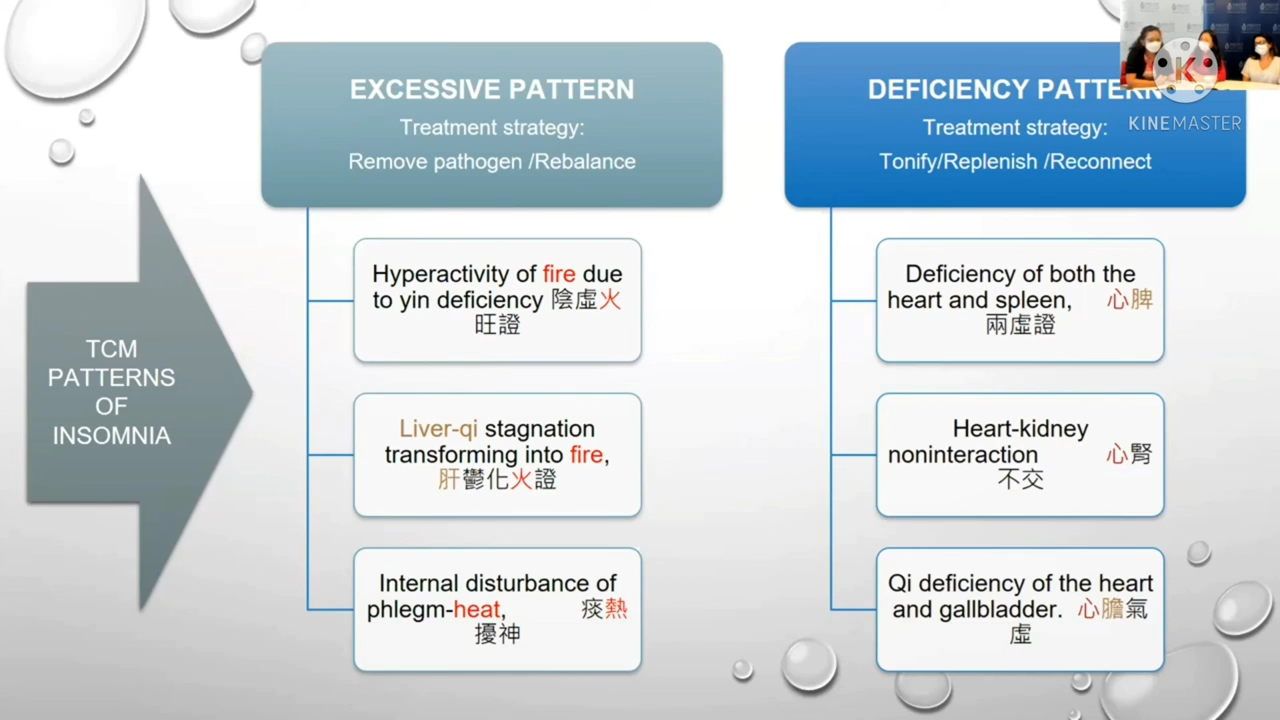 TCM
PATTERNS
OF
INSOMNIA
EXCESSIVE PATTERN
Treatment strategy:
Remove pathogen /Rebalance
Hyperactivity of fire due
to yin deficiency 陰虛火
旺證
Liver-qi stagnation
transforming into fire,
肝鬱化火證
Internal disturbance of
phlegm-heat, 痰熱
擾神
DEFICIENCY PATTERN
Treatment strategy:
Tonify/Replenish /Reconnect
Deficiency of both the
heart and spleen, 心脾
兩虛證
Heart-kidney
noninteraction 心腎
不交
Qi deficiency of the heart
and gallbladder. 心膽氣
虛
K
KINEMASTER